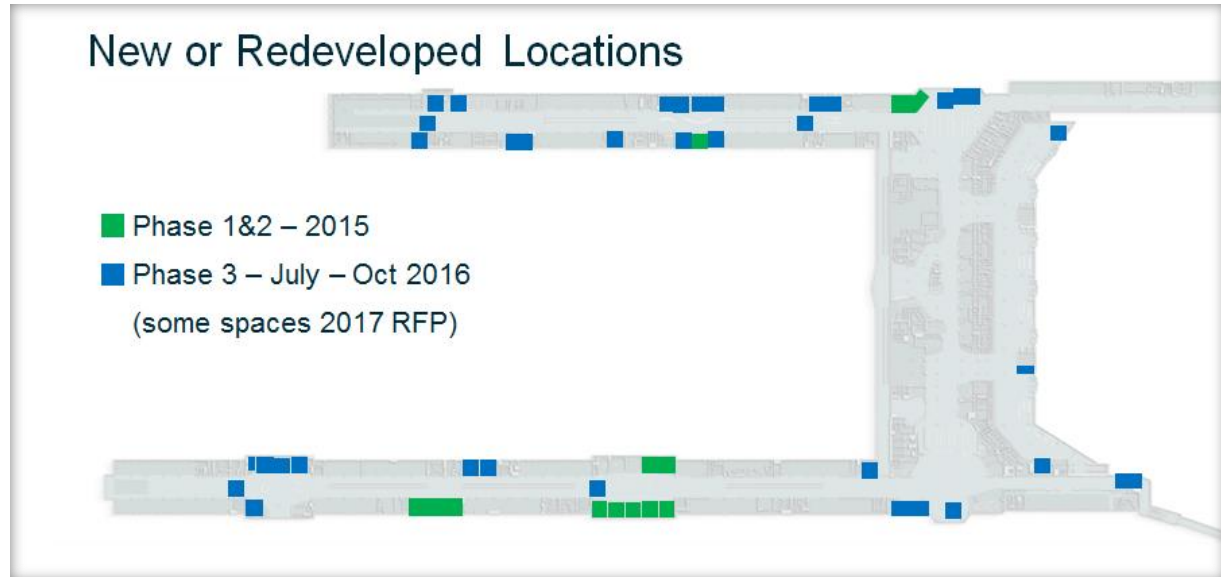 New or Redeveloped Locations
Phase 1&2 – 2015
Phase 3 – July – Oct 2016
(some spaces 2017 RFP)